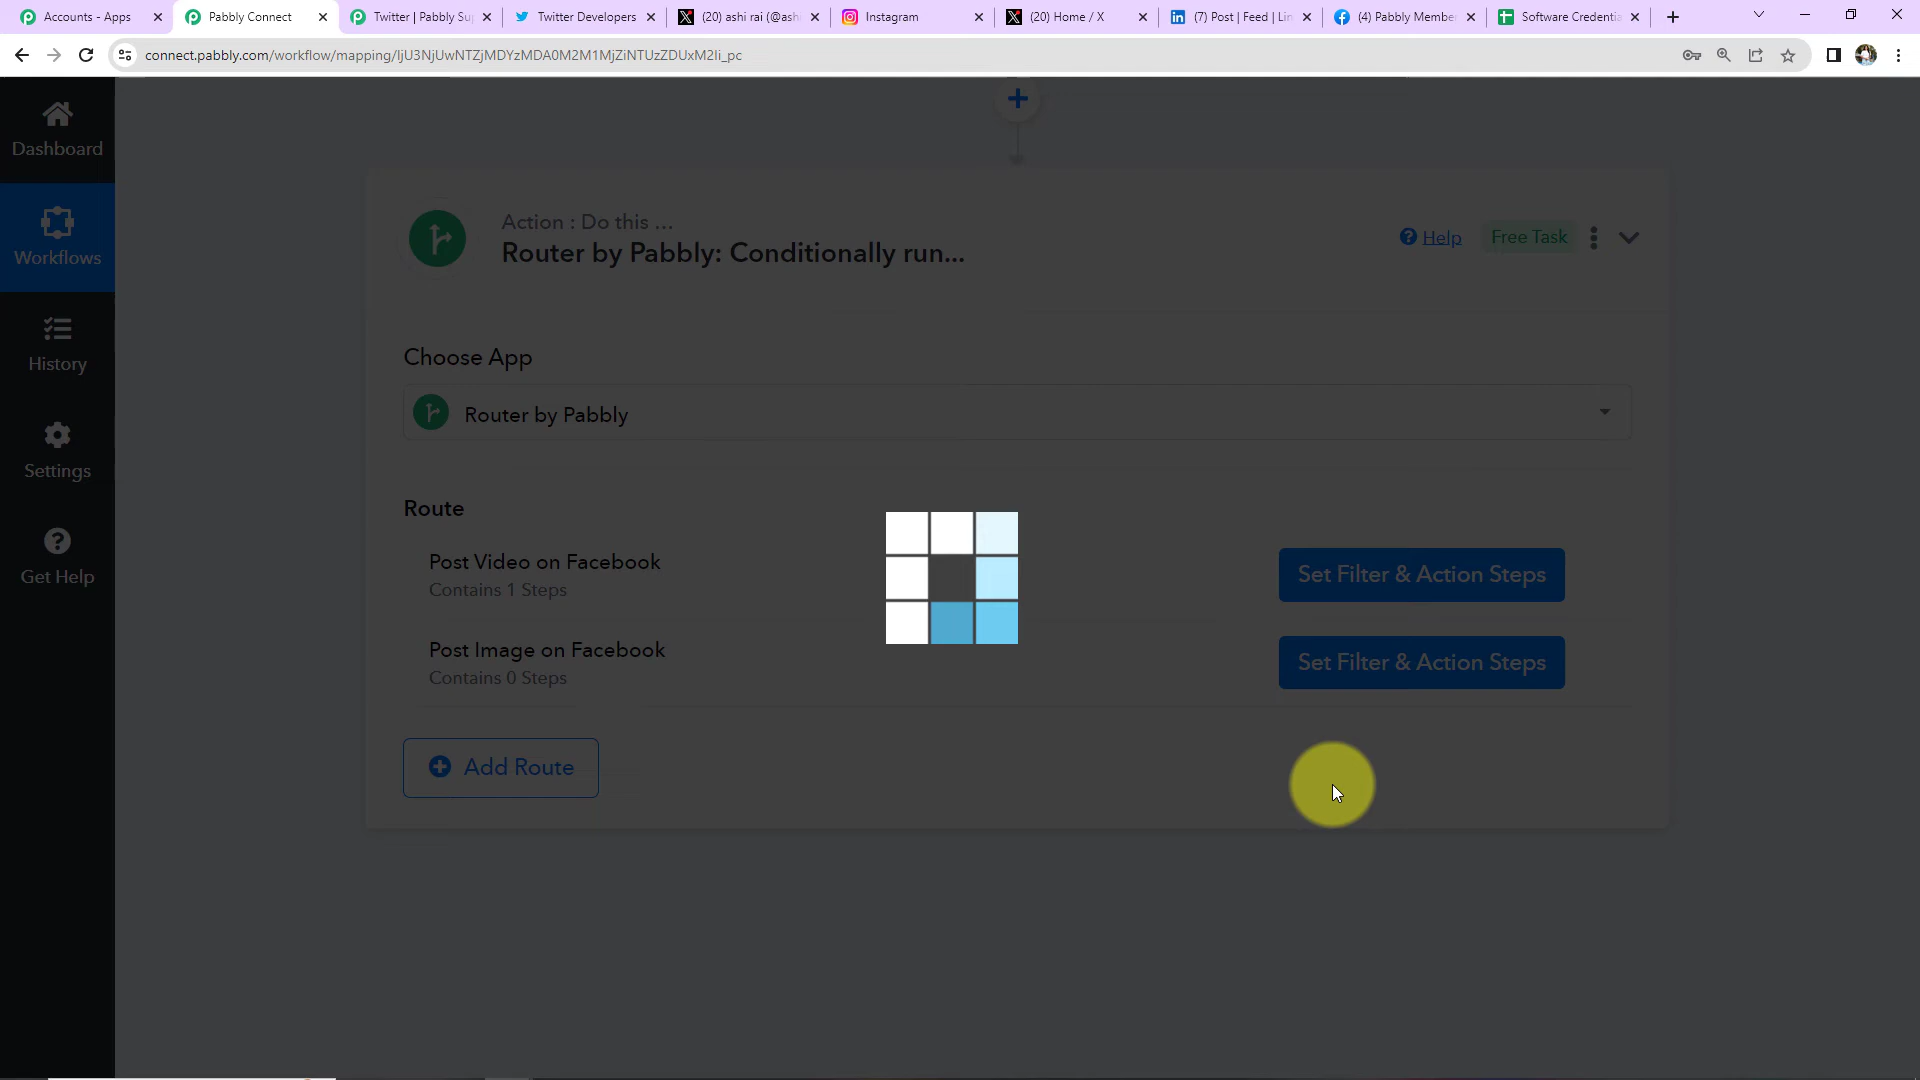 Accounts - Apps
Pabbly Connect
Twitter | Pabbly Su
Twitter Developers
(20) ashi rai (@ash
Instagram
(20) Home / X
(7) Post | Feed | Lin
(4) Pabbly Member
Software Credentia
connect.pabbly.com/workflow/mapping/IjU3NjUwNTZjMDYzMDA0M2M1MjZiNTUzZDUxM2Ii_pc
Dashboard
Workflows
History
Settings
Get Help
Action : Do this ...
Router by Pabbly: Conditionally run...
Help
Free Task
Choose App
Router by Pabbly
Route
Post Video on Facebook
Contains 1 Steps
Set Filter & Action Steps
Post Image on Facebook
Contains 0 Steps
Set Filter & Action Steps
Add Route